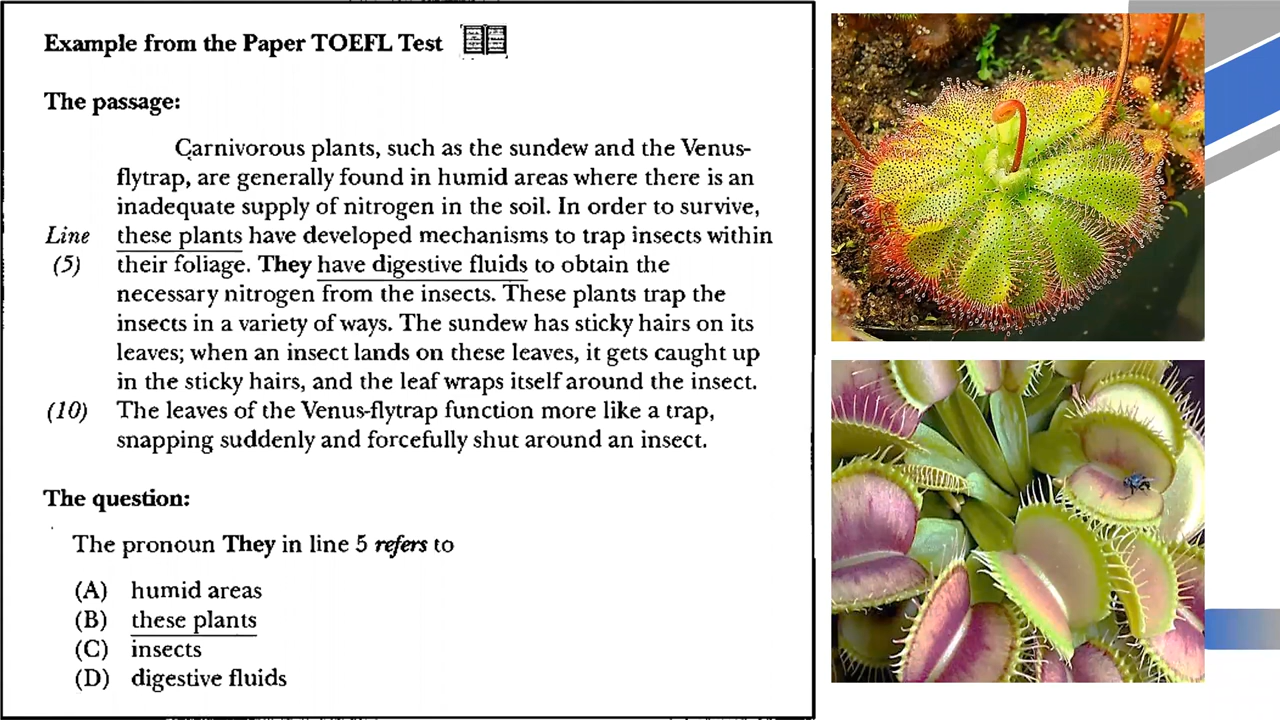 Example from the Paper TOEFL Test
The passage:
Carnivorous plants, such as the sundew and the Venus-
flytrap, are generally found in humid areas where there is an
inadequate supply of nitrogen in the soil. In order to survive,
Line these plants have developed mechanisms to trap insects within
(5) their foliage. They have digestive fluids to obtain the
necessary nitrogen from the insects. These plants trap the
insects in a variety of ways. The sundew has sticky hairs on its
leaves; when an insect lands on these leaves, it gets caught up
in the sticky hairs, and the leaf wraps itself around the insect.
(10) The leaves of the Venus-flytrap function more like a trap,
snapping suddenly and forcefully shut around an insect.
The question:
The pronoun They in line 5 refers to
(A) humid areas
(B) these plants
(C) insects
(D) digestive fluids